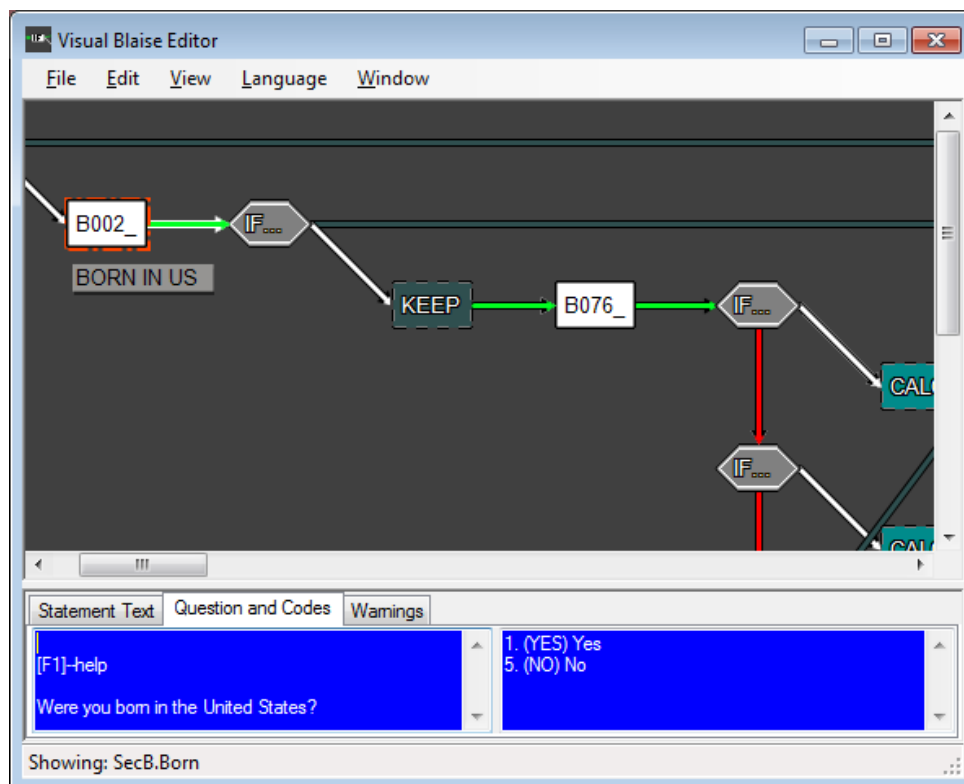 Visual Blaise Editor
File Edit View Language Window
B002_ IF...
BORN IN US
KEEP B076_ IF...
IF...
Statement Text Question and Codes Warnings
[F1]--help
Were you born in the United States?
1. (YES) Yes
5. (NO) No
Showing: SecB.Born